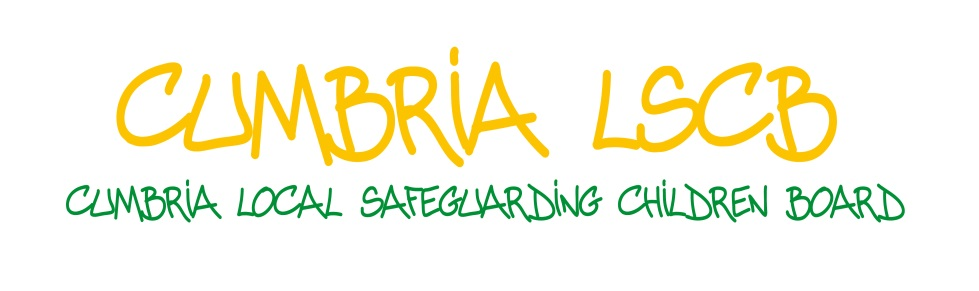 CUMBRiA LSCB
CUMBRiA LOCAL SAFEGUARDiNG CHiLDREN BOARD